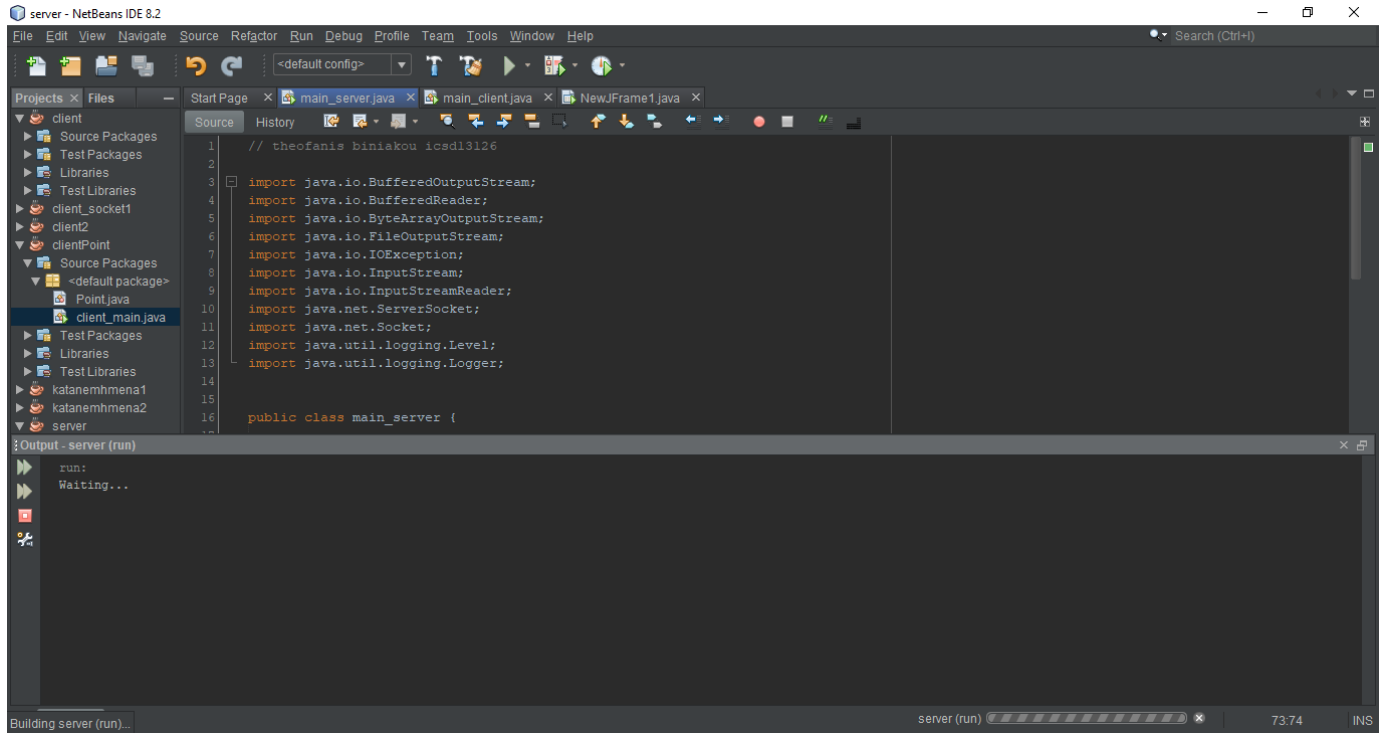 server - NetBeans IDE 8.2
File Edit View Navigate Source Refactor Run Debug Profile Team Tools Window Help
Search (Ctrl+I)
<default config>
Projects Files
Start Page main_server.java main_client.java NewJFrame1.java
Source History
client
Source Packages
Test Packages
Libraries
Test Libraries
client_socket1
client2
clientPoint
Source Packages
<default package>
Point.java
client_main.java
Test Packages
Libraries
Test Libraries
katanemhmena1
katanemhmena2
server
1 // theofanis biniakou icsd13126
2
3 import java.io.BufferedOutputStream;
4 import java.io.BufferedReader;
5 import java.io.ByteArrayOutputStream;
6 import java.io.FileOutputStream;
7 import java.io.IOException;
8 import java.io.InputStream;
9 import java.io.InputStreamReader;
10 import java.net.ServerSocket;
11 import java.net.Socket;
12 import java.util.logging.Level;
13 import java.util.logging.Logger;
14
15
16 public class main_server {
Output - server (run)
run:
Waiting...
Building server (run)...
server (run)
73:74
INS